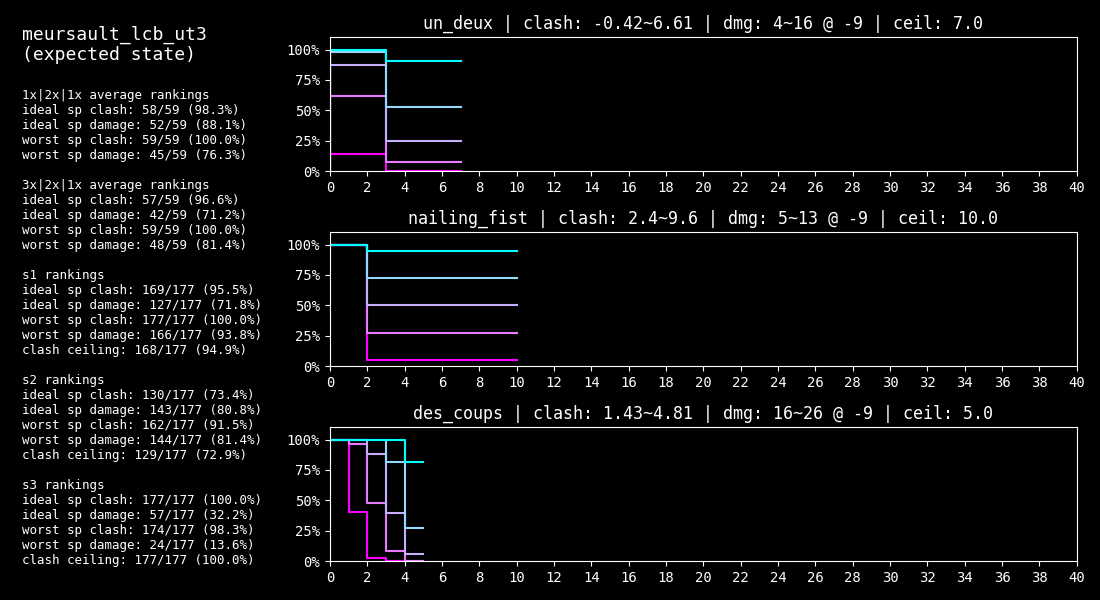 meursault_lcb_ut3
(expected state)
1x|2x|1x average rankings
ideal sp clash: 58/59 (98.3%)
ideal sp damage: 52/59 (88.1%)
worst sp clash: 59/59 (100.0%)
worst sp damage: 45/59 (76.3%)
3x|2x|1x average rankings
ideal sp clash: 57/59 (96.6%)
ideal sp damage: 42/59 (71.2%)
worst sp clash: 59/59 (100.0%)
worst sp damage: 48/59 (81.4%)
s1 rankings
ideal sp clash: 169/177 (95.5%)
ideal sp damage: 127/177 (71.8%)
worst sp clash: 177/177 (100.0%)
worst sp damage: 166/177 (93.8%)
clash ceiling: 168/177 (94.9%)
s2 rankings
ideal sp clash: 130/177 (73.4%)
ideal sp damage: 143/177 (80.8%)
worst sp clash: 162/177 (91.5%)
worst sp damage: 144/177 (81.4%)
clash ceiling: 129/177 (72.9%)
s3 rankings
ideal sp clash: 177/177 (100.0%)
ideal sp damage: 57/177 (32.2%)
worst sp clash: 174/177 (98.3%)
worst sp damage: 24/177 (13.6%)
clash ceiling: 177/177 (100.0%)
un_deux | clash: -0.42~6.61 | dmg: 4~16 @ -9 | ceil: 7.0
100%
75%
50%
25%
0%
0 2 4 6 8 10 12 14 16 18 20 22 24 26 28 30 32 34 36 38 40
nailing_fist | clash: 2.4~9.6 | dmg: 5~13 @ -9 | ceil: 10.0
100%
75%
50%
25%
0%
0 2 4 6 8 10 12 14 16 18 20 22 24 26 28 30 32 34 36 38 40
des_coups | clash: 1.43~4.81 | dmg: 16~26 @ -9 | ceil: 5.0
100%
75%
50%
25%
0%
0 2 4 6 8 10 12 14 16 18 20 22 24 26 28 30 32 34 36 38 40